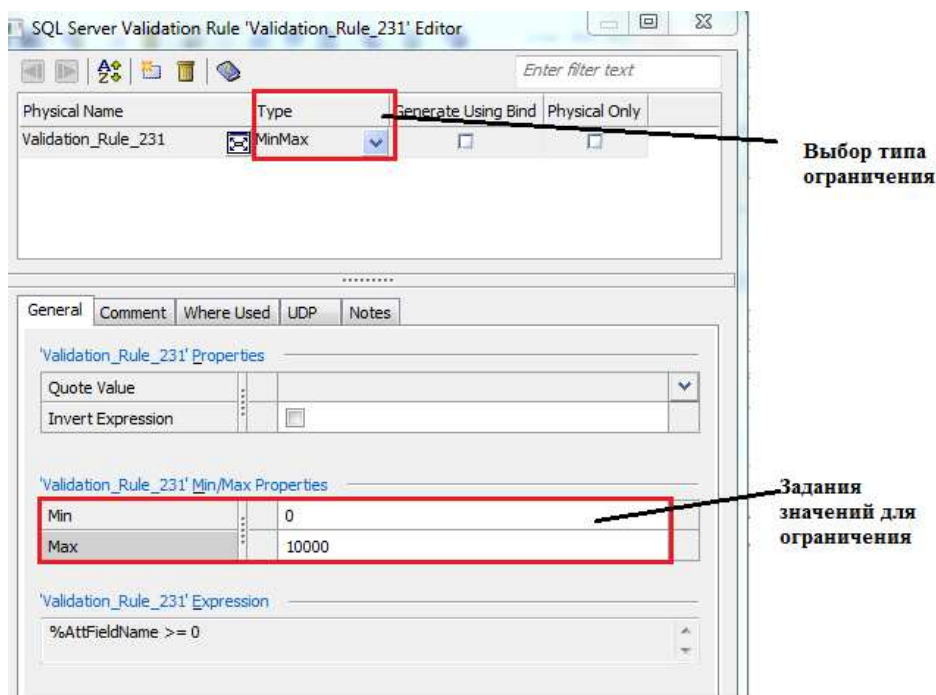 SQL Server Validation Rule 'Validation_Rule_231' Editor
Enter filter text
Physical Name Type Generate Using Bind Physical Only
Validation_Rule_231 MinMax
Выбор типа
ограничения
General Comment Where Used UDP Notes
'Validation_Rule_231' Properties
Quote Value
Invert Expression
'Validation_Rule_231' Min/Max Properties
Min 0
Max 10000
Задания
значений для
ограничения
'Validation_Rule_231' Expression
%AttFieldName >= 0